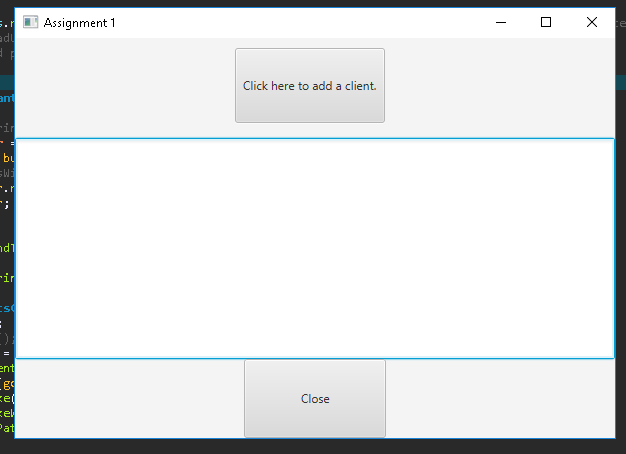 Assignment 1
Click here to add a client.
Close